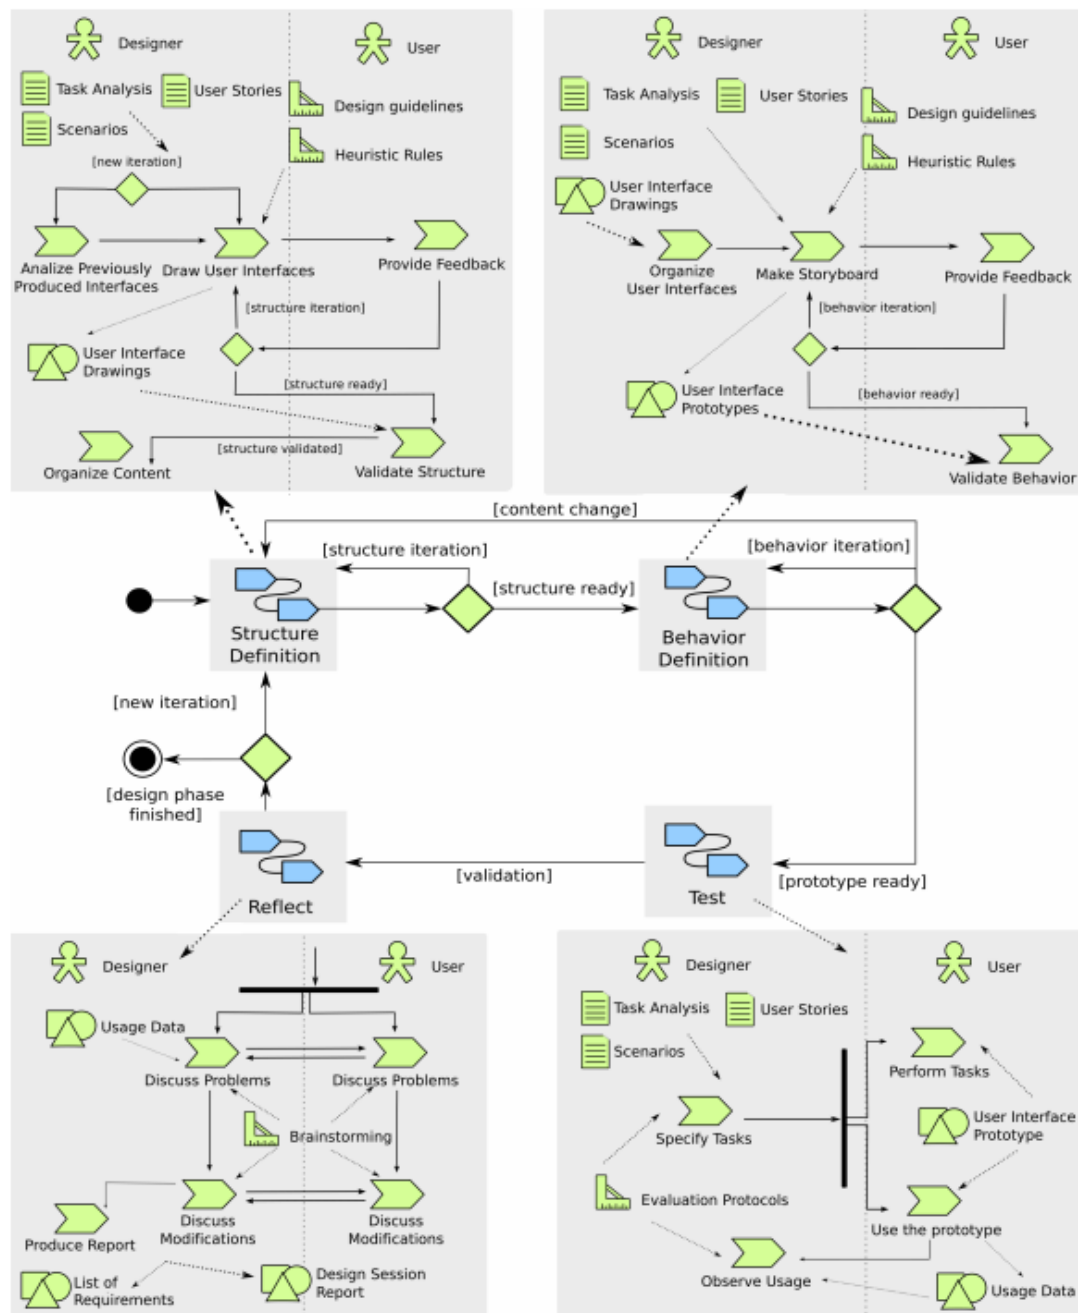 Designer
User
Task Analysis
User Stories
Scenarios
Design guidelines
Heuristic Rules
[new iteration]
Analize Previously
Produced Interfaces
Draw User Interfaces
Provide Feedback
[structure iteration]
User Interface
Drawings
[structure ready]
[structure validated]
Organize Content
Validate Structure
Designer
User
Task Analysis
User Stories
Scenarios
Design guidelines
Heuristic Rules
User Interface
Drawings
Organize
User Interfaces
Make Storyboard
Provide Feedback
[behavior iteration]
User Interface
Prototypes
[behavior ready]
Validate Behavior
[content change]
[structure iteration]
[behavior iteration]
[structure ready]
Structure
Definition
Behavior
Definition
[new iteration]
[design phase
finished]
[validation]
[prototype ready]
Reflect
Test
Designer
User
Usage Data
Discuss Problems
Discuss Problems
Brainstorming
Discuss
Modifications
Discuss
Modifications
Produce Report
List of
Requirements
Design Session
Report
Designer
User
Task Analysis
User Stories
Scenarios
Perform Tasks
Specify Tasks
User Interface
Prototype
Evaluation Protocols
Use the prototype
Observe Usage
Usage Data